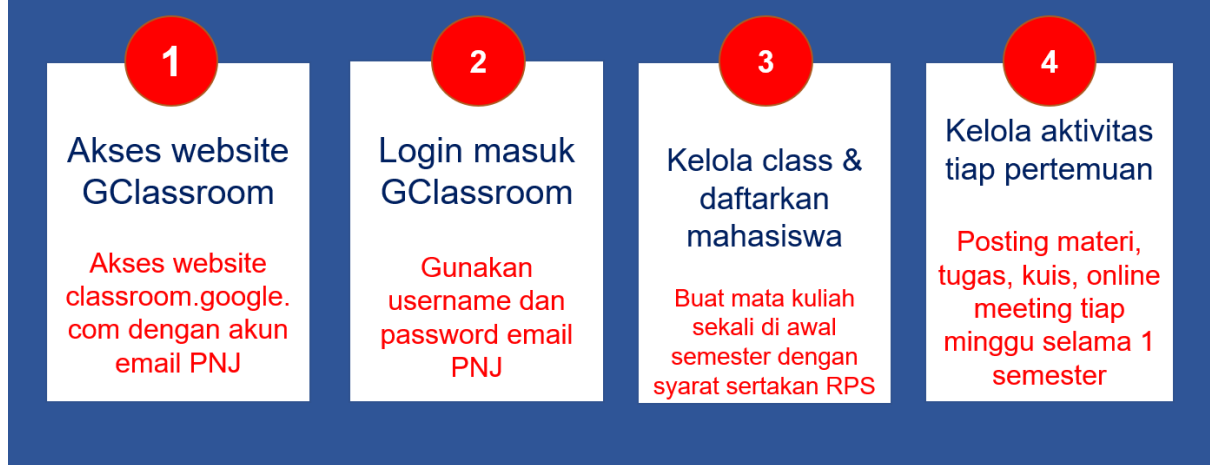 1
Akses website
GClassroom
Akses website
classroom.google.
com dengan akun
email PNJ
2
Login masuk
GClassroom
Gunakan
username dan
password email
PNJ
3
Kelola class &
daftarkan
mahasiswa
Buat mata kuliah
sekali di awal
semester dengan
syarat sertakan RPS
4
Kelola aktivitas
tiap pertemuan
Posting materi,
tugas, kuis, online
meeting tiap
minggu selama 1
semester